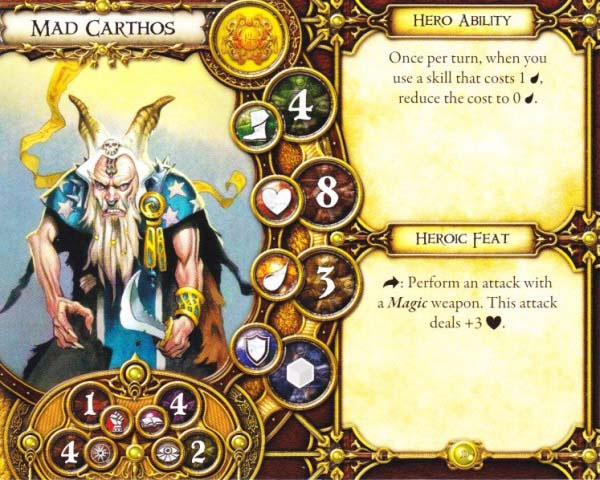 MAD CARTHOS
4
8
3
1
4
4
2
HERO ABILITY
Once per turn, when you
use a skill that costs 1 ,
reduce the cost to 0 .
HEROIC FEAT
: Perform an attack with
a Magic weapon. This attack
deals +3 .